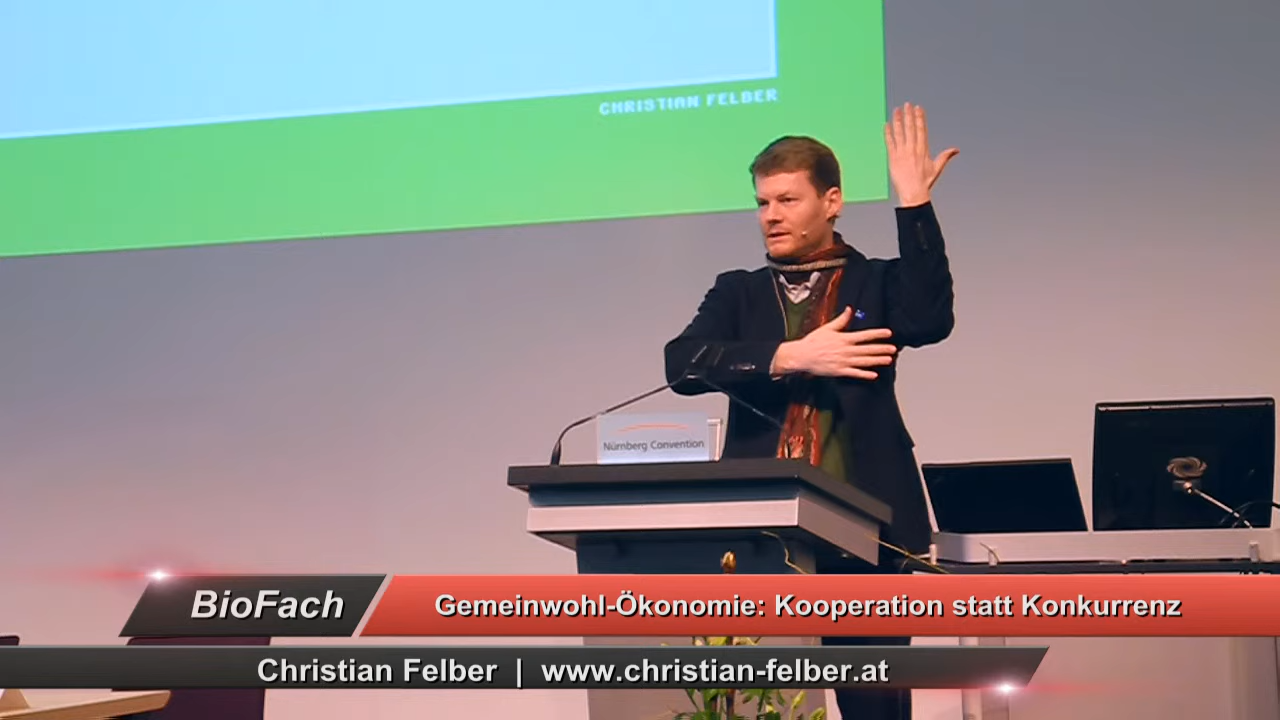 CHRISTIAN FELBER
Nürnberg Convention
BioFach
Gemeinwohl-Ökonomie: Kooperation statt Konkurrenz
Christian Felber | www.christian-felber.at